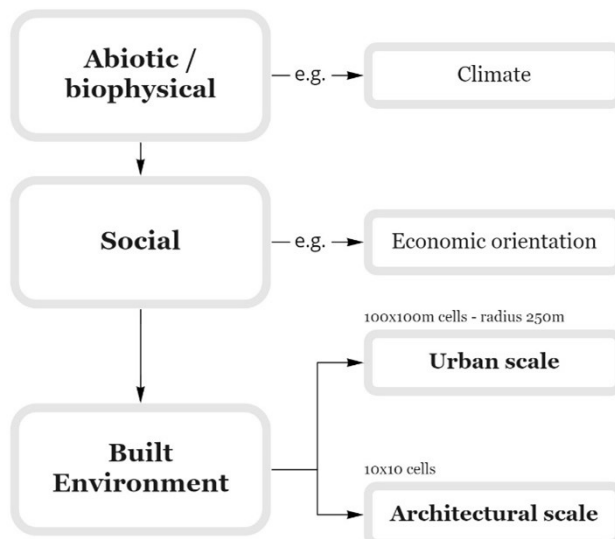 Abiotic /
biophysical
e.g.
Climate
Social
e.g.
Economic orientation
100x100m cells - radius 250m
Urban scale
Built
Environment
10x10 cells
Architectural scale